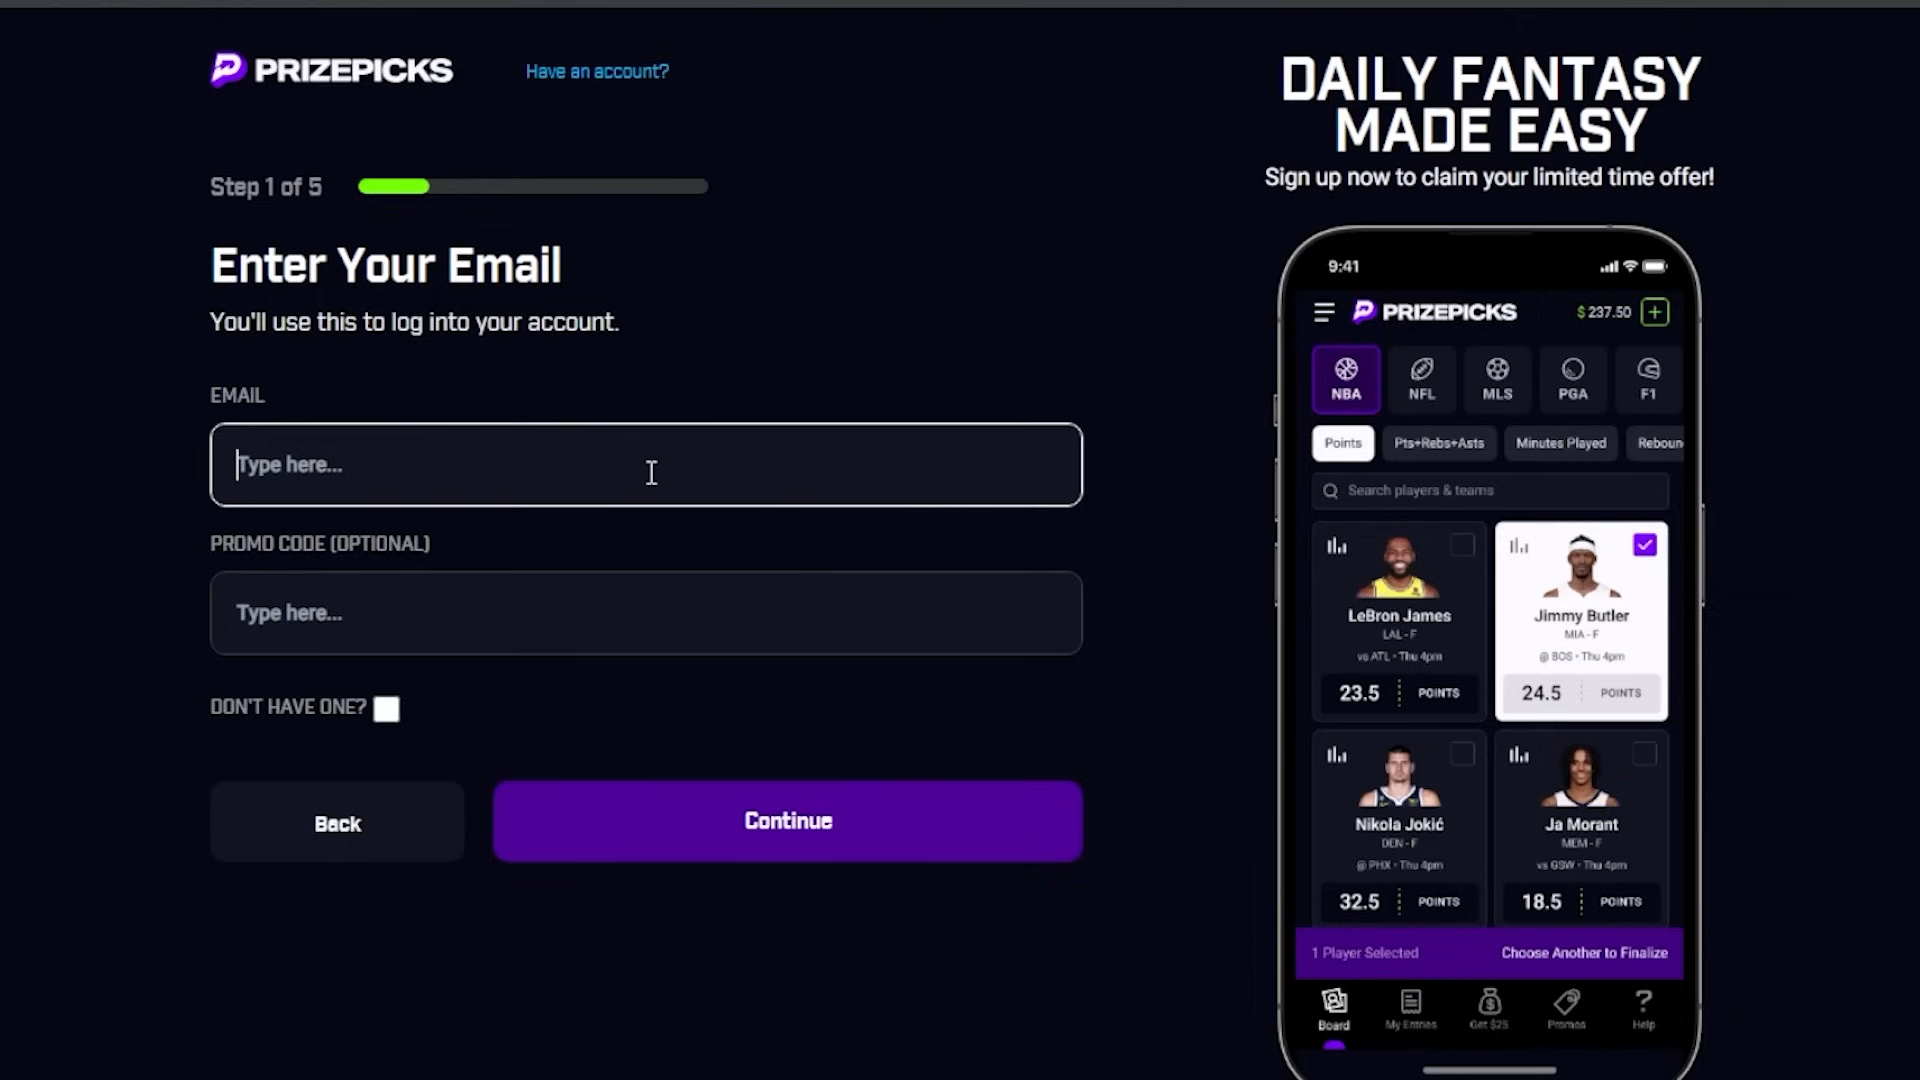 PRIZEPICKS
Have an account?
Step 1 of 5
Enter Your Email
You'll use this to log into your account.
EMAIL
Type here...
PROMO CODE (OPTIONAL)
Type here...
DON'T HAVE ONE?
Back
Continue
DAILY FANTASY
MADE EASY
Sign up now to claim your limited time offer!
9:41
PRIZEPICKS
$ 237.50
NBA
NFL
MLS
PGA
F1
Points
Pts+Rebs+Asts
Minutes Played
Reboun
Search players & teams
LeBron James
LAL - F
vs ATL • Thu 4pm
23.5
POINTS
Jimmy Butler
MIA - F
@ BOS • Thu 4pm
24.5
POINTS
Nikola Jokić
DEN - F
@ PHX • Thu 4pm
32.5
POINTS
Ja Morant
MEM - F
vs GSW • Thu 4pm
18.5
POINTS
1 Player Selected
Choose Another to Finalize
Board
My Entries
Get $25
Promos
Help